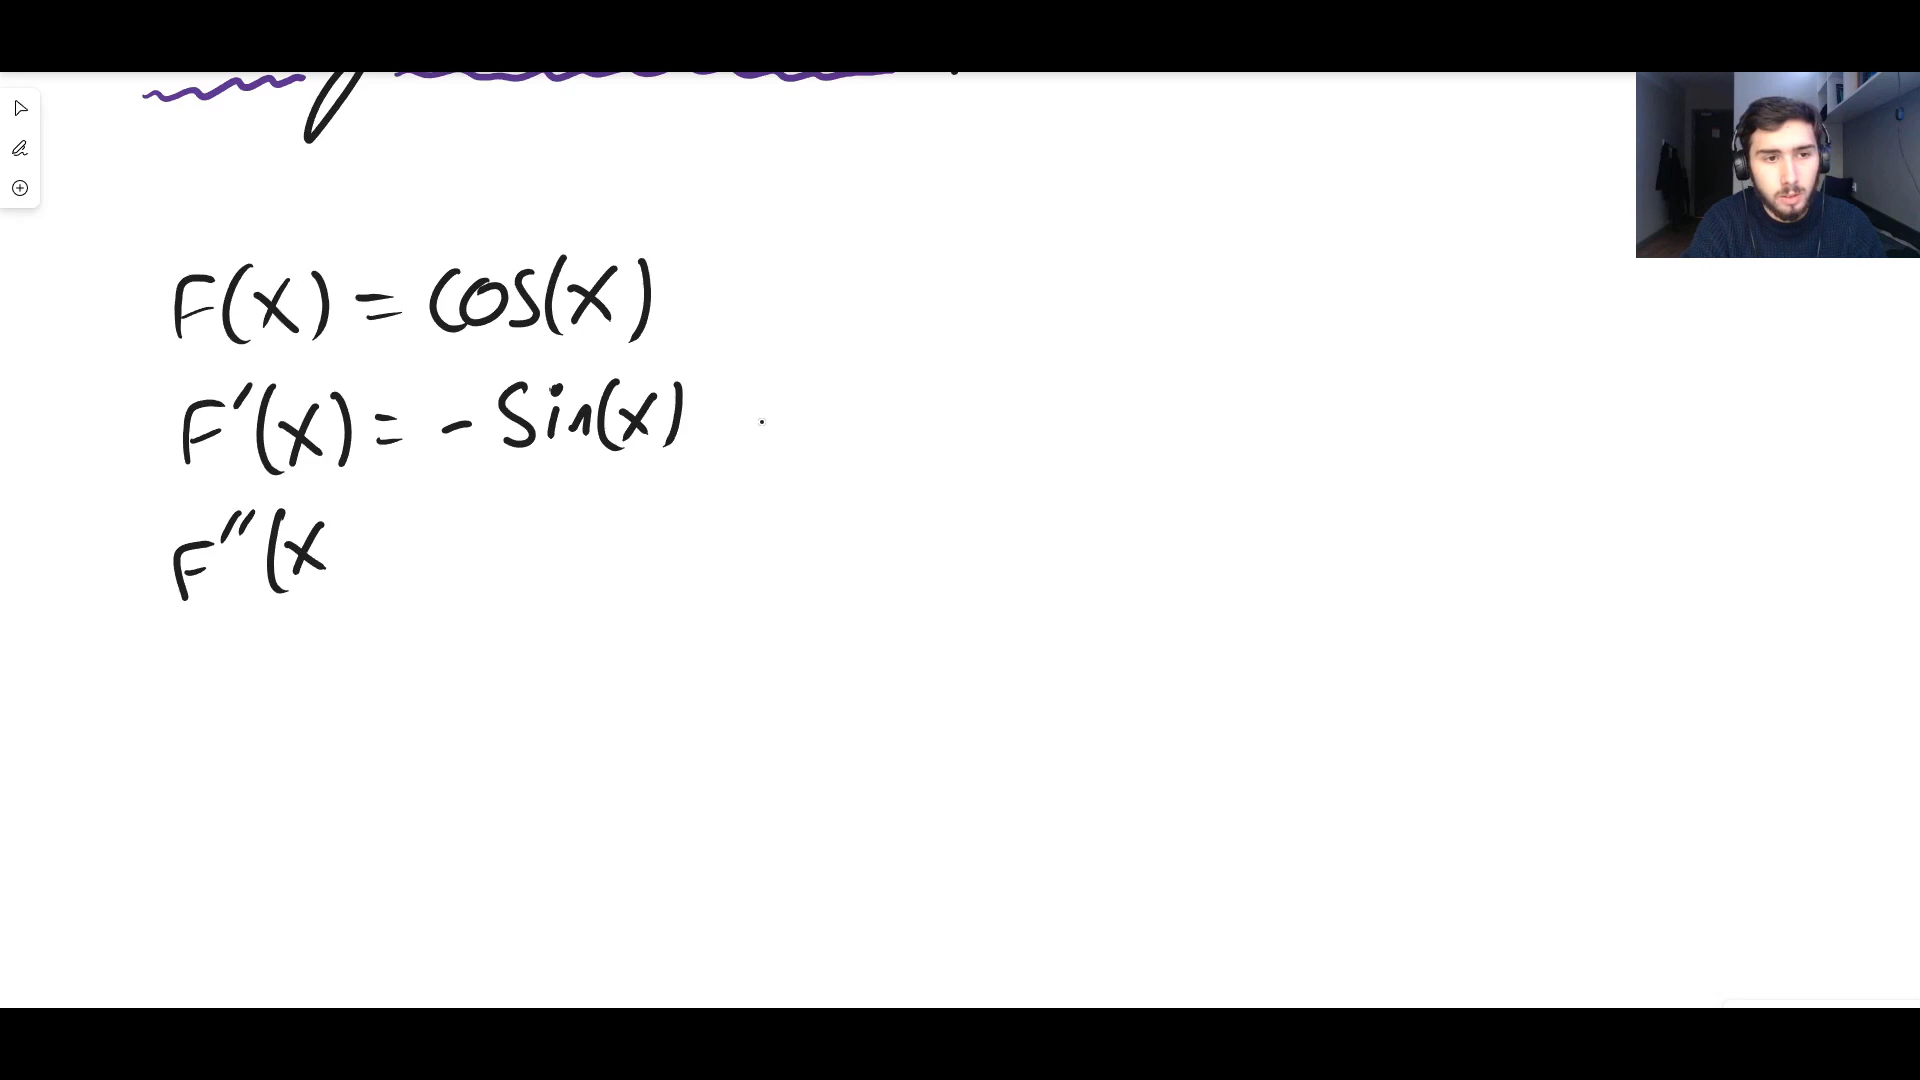 F(x) = cos(x)
F'(x) = - Sin(x)
F''(x